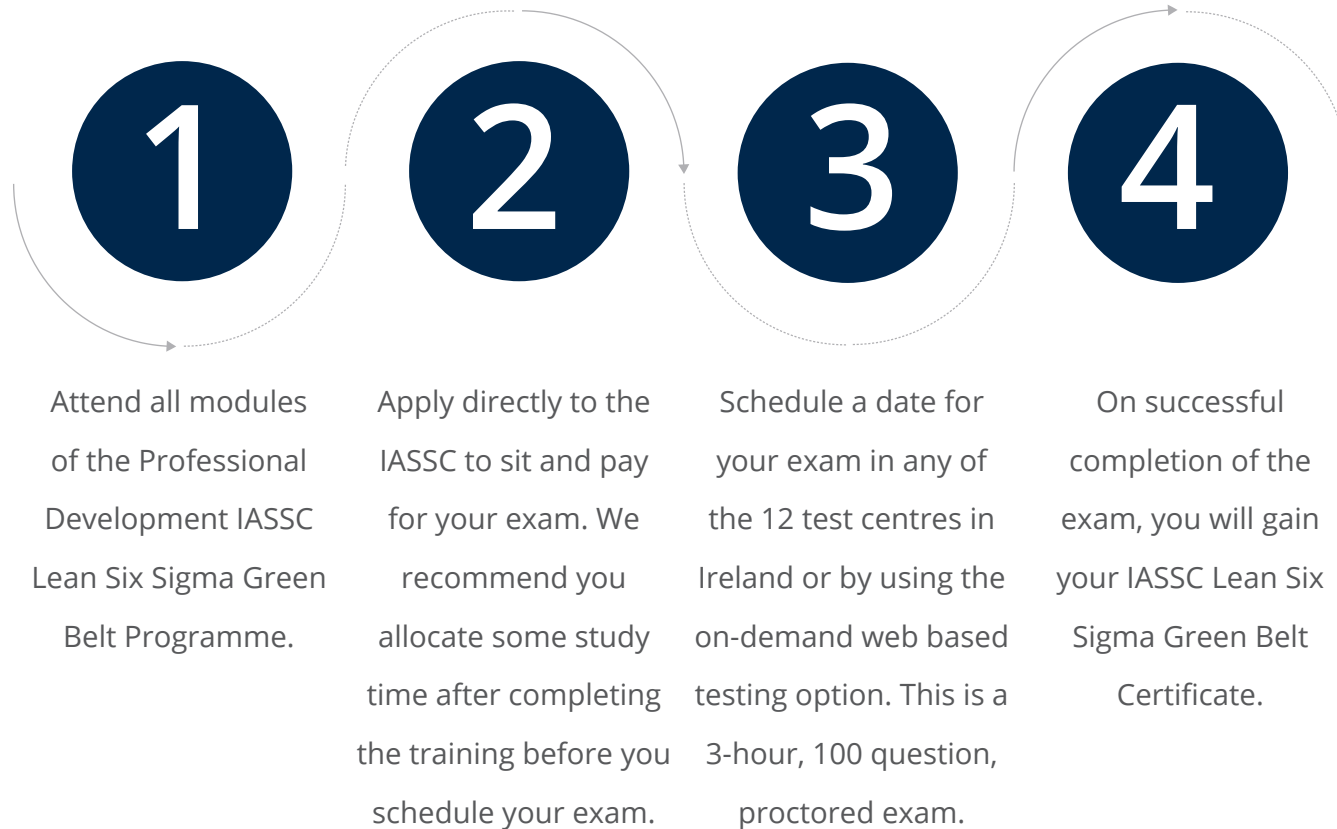 1
Attend all modules
of the Professional
Development IASSC
Lean Six Sigma Green
Belt Programme.
2
Apply directly to the
IASSC to sit and pay
for your exam. We
recommend you
allocate some study
time after completing
the training before you
schedule your exam.
3
Schedule a date for
your exam in any of
the 12 test centres in
Ireland or by using the
on-demand web based
testing option. This is a
3-hour, 100 question,
proctored exam.
4
On successful
completion of the
exam, you will gain
your IASSC Lean Six
Sigma Green Belt
Certificate.